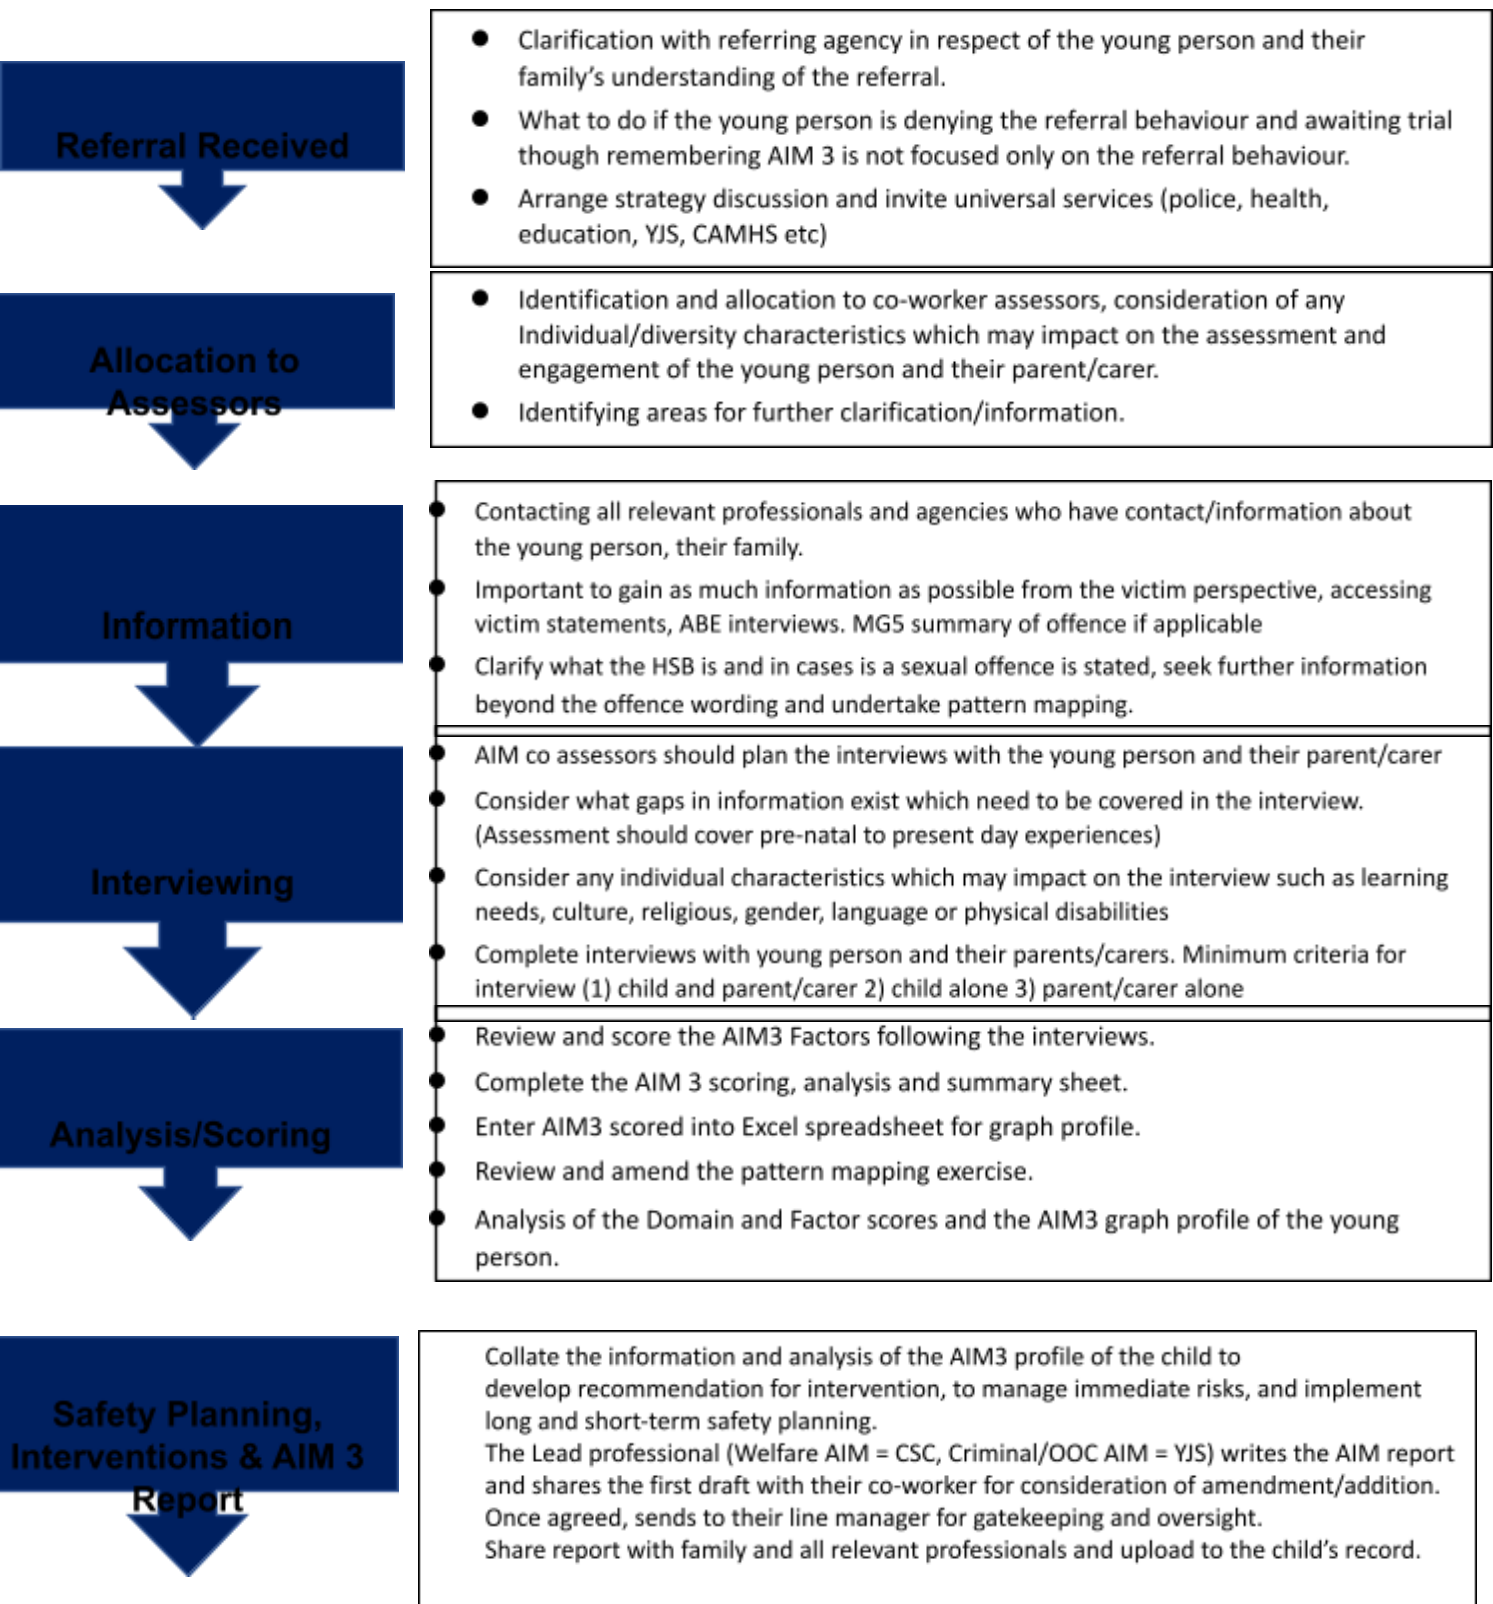 Referral Received
● Clarification with referring agency in respect of the young person and their
family's understanding of the referral.
● What to do if the young person is denying the referral behaviour and awaiting trial
though remembering AIM 3 is not focused only on the referral behaviour.
● Arrange strategy discussion and invite universal services (police, health,
education, YJS, CAMHS etc)
Allocation to
Assessors
● Identification and allocation to co-worker assessors, consideration of any
Individual/diversity characteristics which may impact on the assessment and
engagement of the young person and their parent/carer.
● Identifying areas for further clarification/information.
Information
● Contacting all relevant professionals and agencies who have contact/information about
the young person, their family.
● Important to gain as much information as possible from the victim perspective, accessing
victim statements, ABE interviews. MG5 summary of offence if applicable
● Clarify what the HSB is and in cases is a sexual offence is stated, seek further information
beyond the offence wording and undertake pattern mapping.
Interviewing
● AIM co assessors should plan the interviews with the young person and their parent/carer
● Consider what gaps in information exist which need to be covered in the interview.
(Assessment should cover pre-natal to present day experiences)
● Consider any individual characteristics which may impact on the interview such as learning
needs, culture, religious, gender, language or physical disabilities
● Complete interviews with young person and their parents/carers. Minimum criteria for
interview (1) child and parent/carer 2) child alone 3) parent/carer alone
Analysis/Scoring
● Review and score the AIM3 Factors following the interviews.
● Complete the AIM 3 scoring, analysis and summary sheet.
● Enter AIM3 scored into Excel spreadsheet for graph profile.
● Review and amend the pattern mapping exercise.
● Analysis of the Domain and Factor scores and the AIM3 graph profile of the young
person.
Safety Planning,
Interventions & AIM 3
Report
Collate the information and analysis of the AIM3 profile of the child to
develop recommendation for intervention, to manage immediate risks, and implement
long and short-term safety planning.
The Lead professional (Welfare AIM = CSC, Criminal/OOC AIM = YJS) writes the AIM report
and shares the first draft with their co-worker for consideration of amendment/addition.
Once agreed, sends to their line manager for gatekeeping and oversight.
Share report with family and all relevant professionals and upload to the child's record.